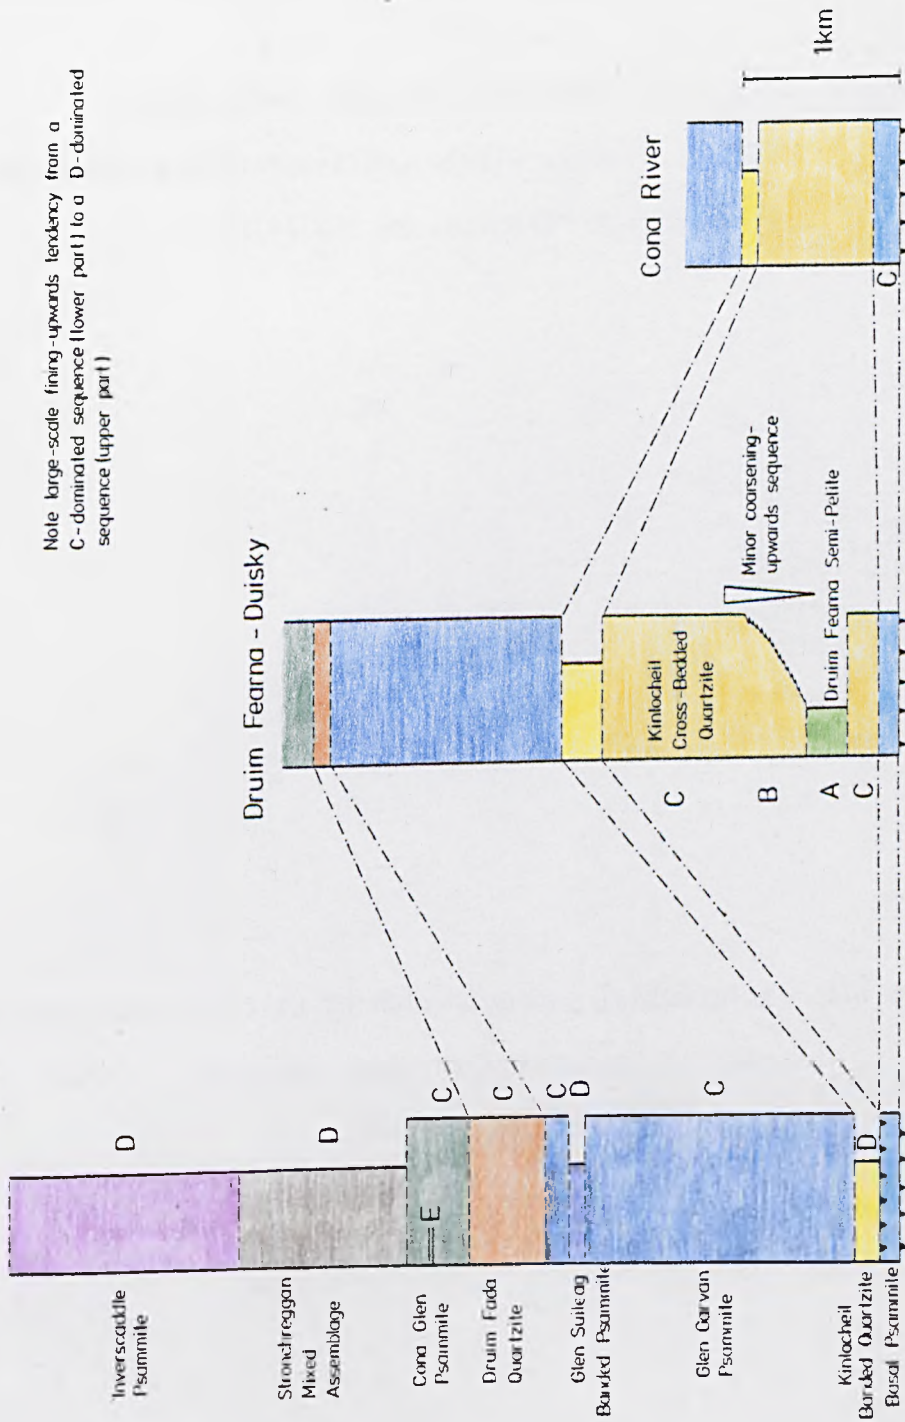 Note large-scale fining-upwards tendency from a
C-dominated sequence (lower part) to a D-dominated
sequence (upper part)
Druim Fearna - Duisky
Cona River
1km
Inverscaddle
Psammite
Stronchreggan
Mixed
Assemblage
Cona Glen
Psammite
Druim Fada
Quartzite
Glen Suileag
Banded Psammite
Glen Garvan
Psammite
Kinlocheil
Banded Quartzite
Basal Psammite
D
D
E
C
C
C
D
C
D
Kinlocheil
Cross-Bedded
Quartzite
C
B
A
C
Minor coarsening-
upwards sequence
Druim Fearna Semi-Pelite
C